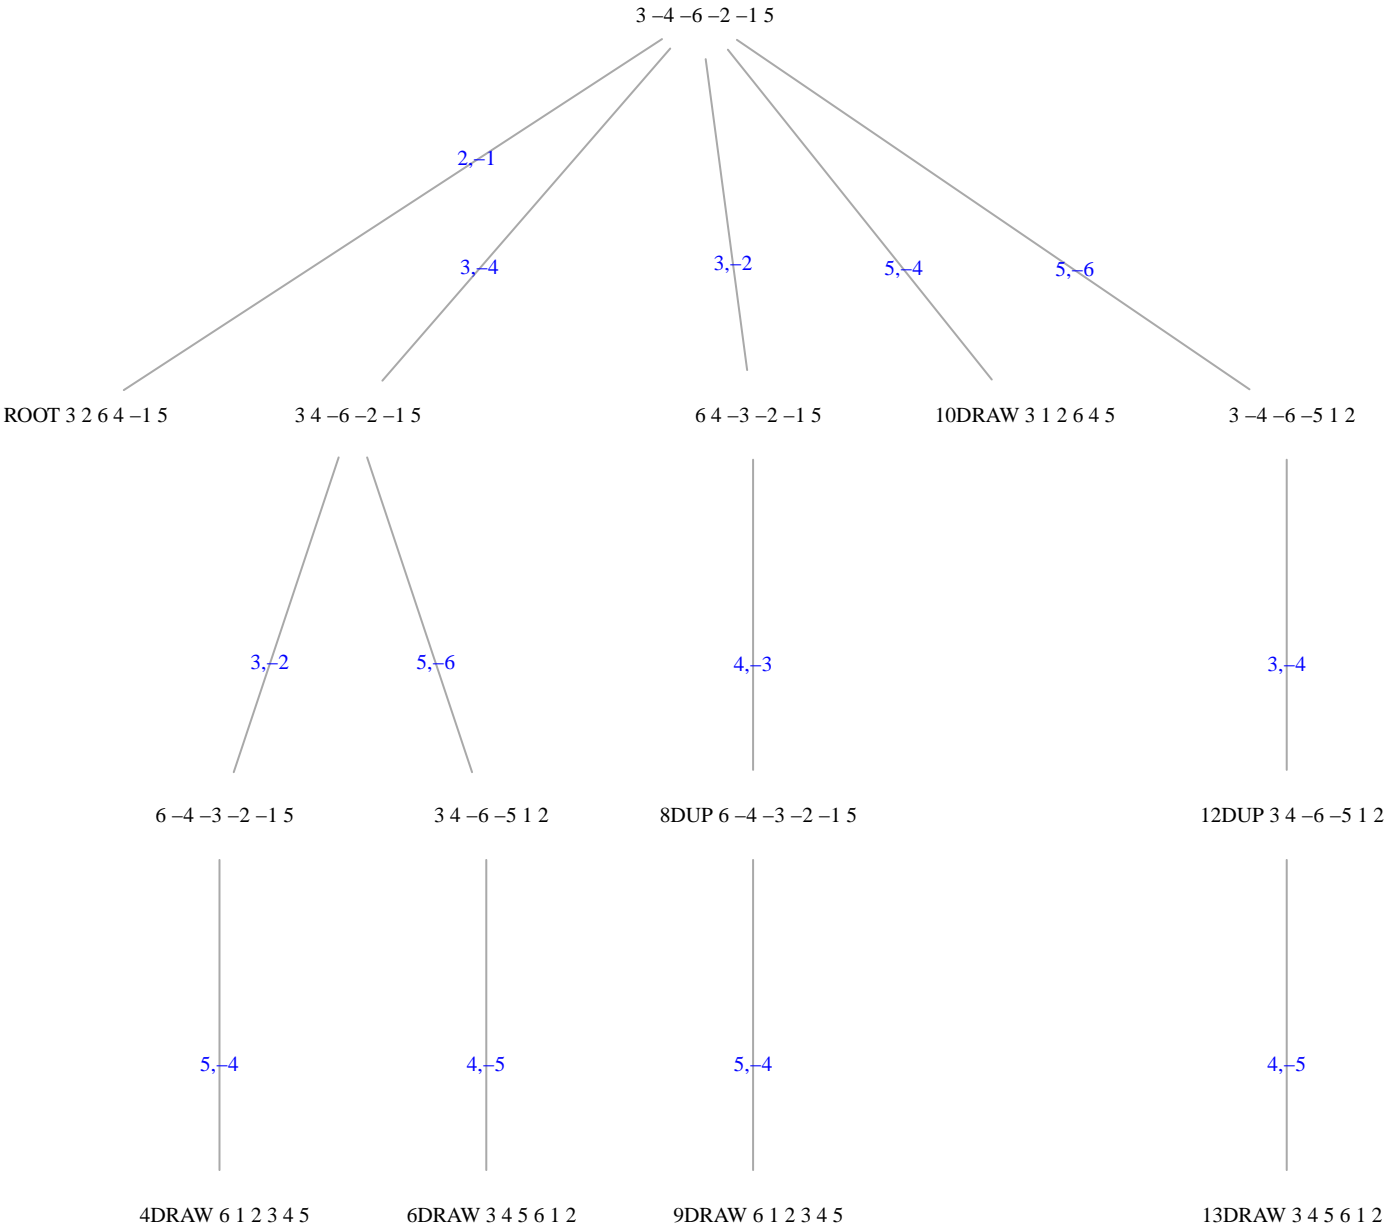 3 –4 –6 –2 –1 5
2,–1
3,–4
3,–2
5,–4
5,–6
ROOT 3 2 6 4 –1 5
3 4 –6 –2 –1 5
6 4 –3 –2 –1 5
10DRAW 3 1 2 6 4 5
3 –4 –6 –5 1 2
3,–2
5,–6
4,–3
3,–4
6 –4 –3 –2 –1 5
3 4 –6 –5 1 2
8DUP 6 –4 –3 –2 –1 5
12DUP 3 4 –6 –5 1 2
5,–4
4,–5
5,–4
4,–5
4DRAW 6 1 2 3 4 5
6DRAW 3 4 5 6 1 2
9DRAW 6 1 2 3 4 5
13DRAW 3 4 5 6 1 2